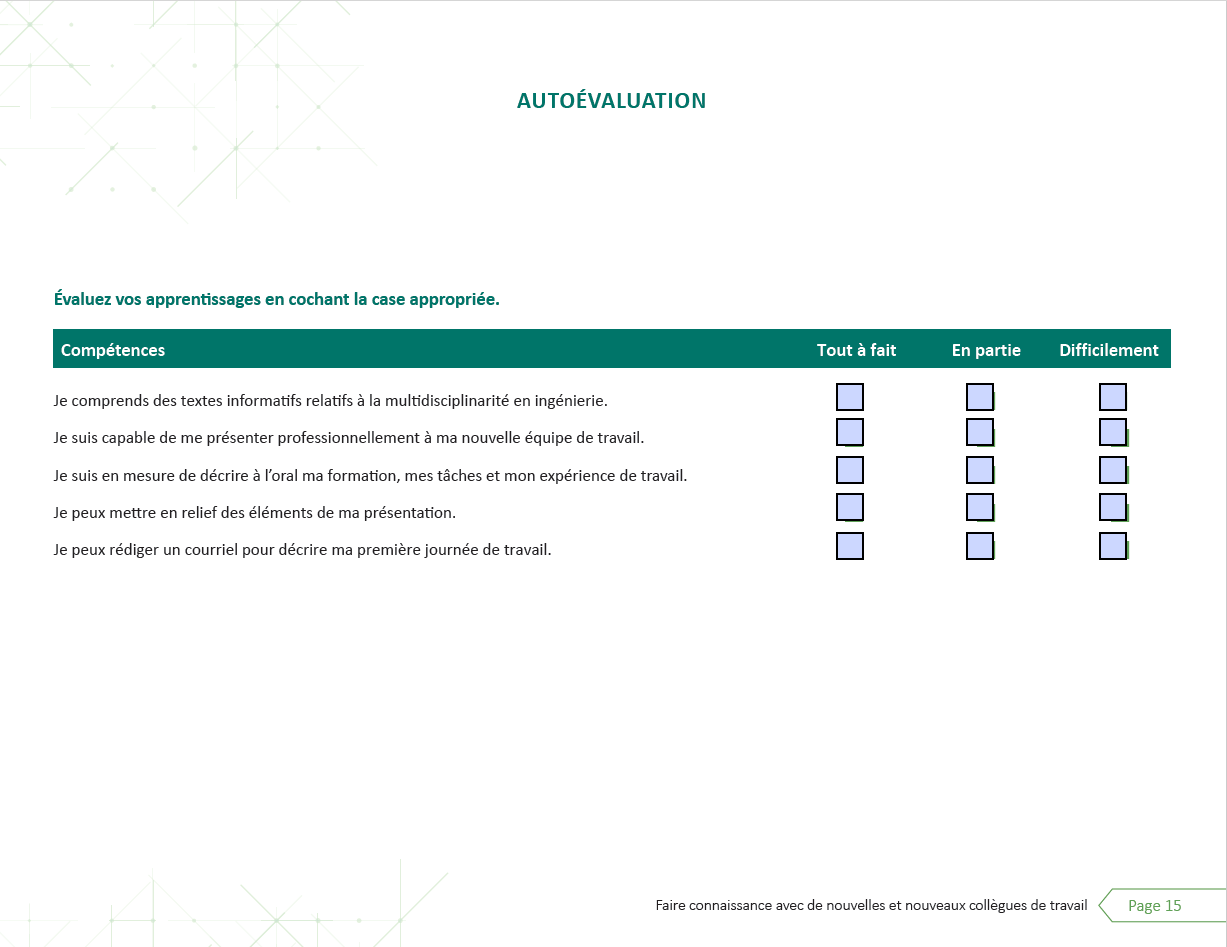 AUTOÉVALUATION
Évaluez vos apprentissages en cochant la case appropriée.
Compétences Tout à fait En partie Difficilement
Je comprends des textes informatifs relatifs à la multidisciplinarité en ingénierie.
Je suis capable de me présenter professionnellement à ma nouvelle équipe de travail.
Je suis en mesure de décrire à l’oral ma formation, mes tâches et mon expérience de travail.
Je peux mettre en relief des éléments de ma présentation.
Je peux rédiger un courriel pour décrire ma première journée de travail.
Faire connaissance avec de nouvelles et nouveaux collègues de travail Page 15